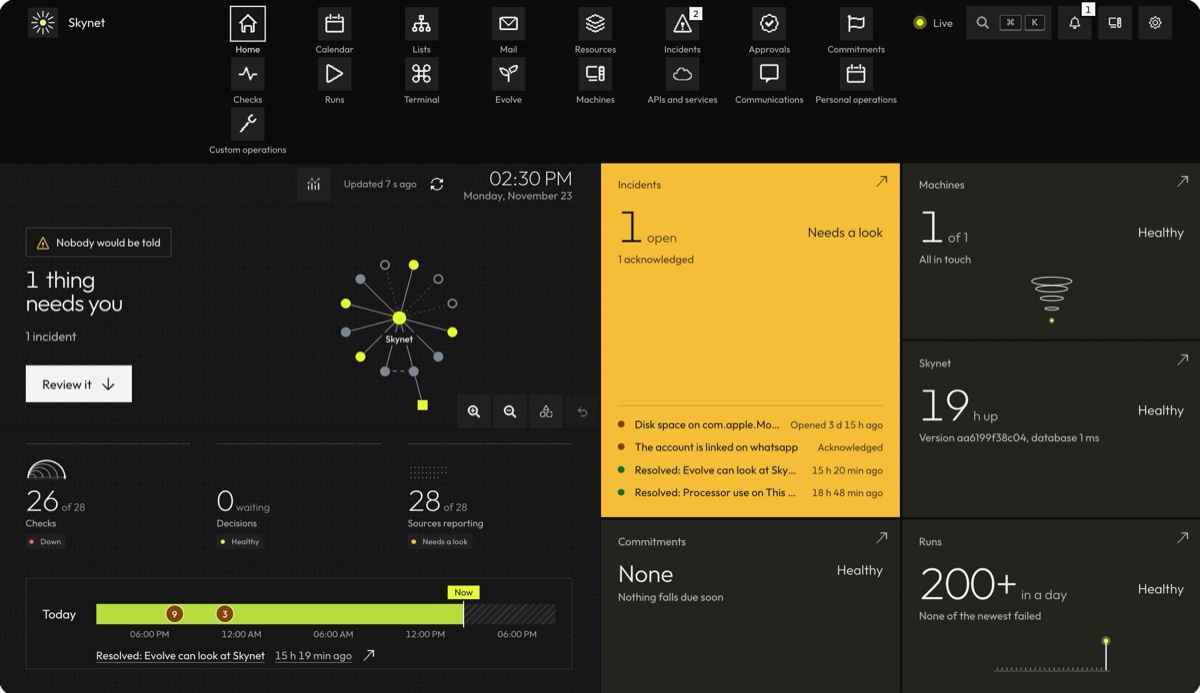 Skynet
Home
Calendar
Lists
Mail
Resources
2
Incidents
Approvals
Commitments
Live
⌘ K
1
Checks
Runs
Terminal
Evolve
Machines
APIs and services
Communications
Personal operations
Custom operations
Updated 7 s ago
02:30 PM
Monday, November 23
Nobody would be told
1 thing
needs you
1 incident
Review it
Skynet
26 of 28
Checks
Down
0 waiting
Decisions
Healthy
28 of 28
Sources reporting
Needs a look
Now
Today
9
3
06:00 PM
12:00 AM
06:00 AM
12:00 PM
06:00 PM
Resolved: Evolve can look at Skynet 15 h 19 min ago
Incidents
1 open
Needs a look
1 acknowledged
Disk space on com.apple.Mo... Opened 3 d 15 h ago
The account is linked on whatsapp Acknowledged
Resolved: Evolve can look at Sky... 15 h 20 min ago
Resolved: Processor use on This ... 18 h 48 min ago
Machines
1 of 1
Healthy
All in touch
Skynet
19 h up
Healthy
Version aa6199f38c04, database 1 ms
Commitments
None
Healthy
Nothing falls due soon
Runs
200+ in a day
Healthy
None of the newest failed